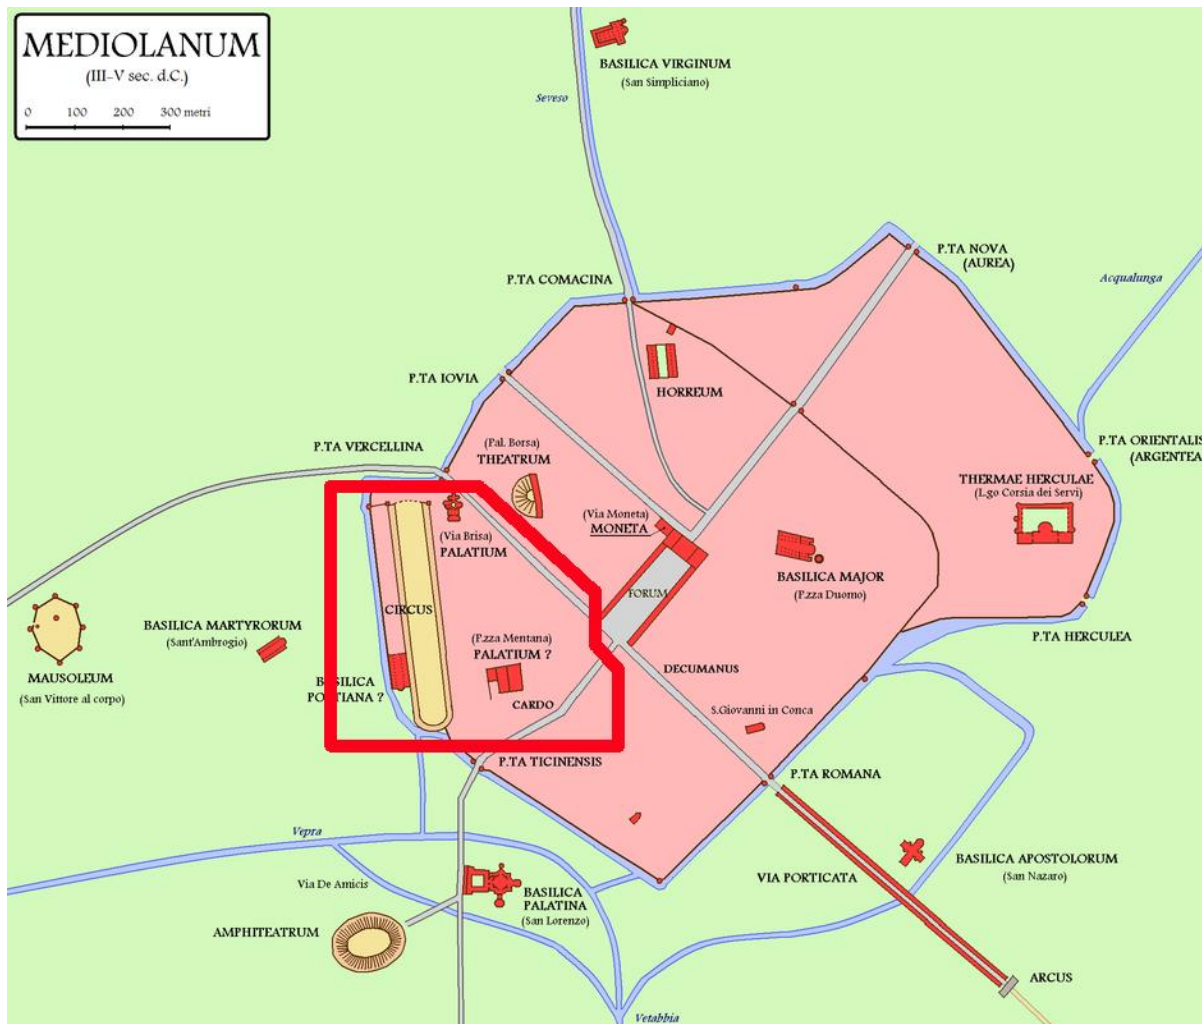 MEDIOLANUM
(III-V sec. d.C.)
0 100 200 300 metri
BASILICA VIRGINUM
(San Simpliciano)
Seveso
P.TA NOVA
(AUREA)
P.TA COMACINA
Acqualunga
P.TA IOVIA
HORREUM
P.TA VERCELLINA
(Pal. Borsa)
THEATRUM
P.TA ORIENTALIS
(ARGENTEA
THERMAE HERCULAE
(L.go Corsia dei Servi)
(Via Moneta)
MONETA
(Via Brisa)
PALATIUM
BASILICA MAJOR
(P.zza Duomo)
FORUM
CIRCUS
BASILICA MARTYRORUM
(Sant'Ambrogio)
P.TA HERCULEA
(P.zza Mentana)
PALATIUM ?
DECUMANUS
MAUSOLEUM
(San Vittore al corpo)
BASILICA
PORTIANA ?
CARDO
S.Giovanni in Conca
P.TA TICINENSIS
P.TA ROMANA
Vepra
BASILICA APOSTOLORUM
(San Nazaro)
VIA PORTICATA
Via De Amicis
BASILICA
PALATINA
(San Lorenzo)
AMPHITEATRUM
ARCUS
Vetabbia